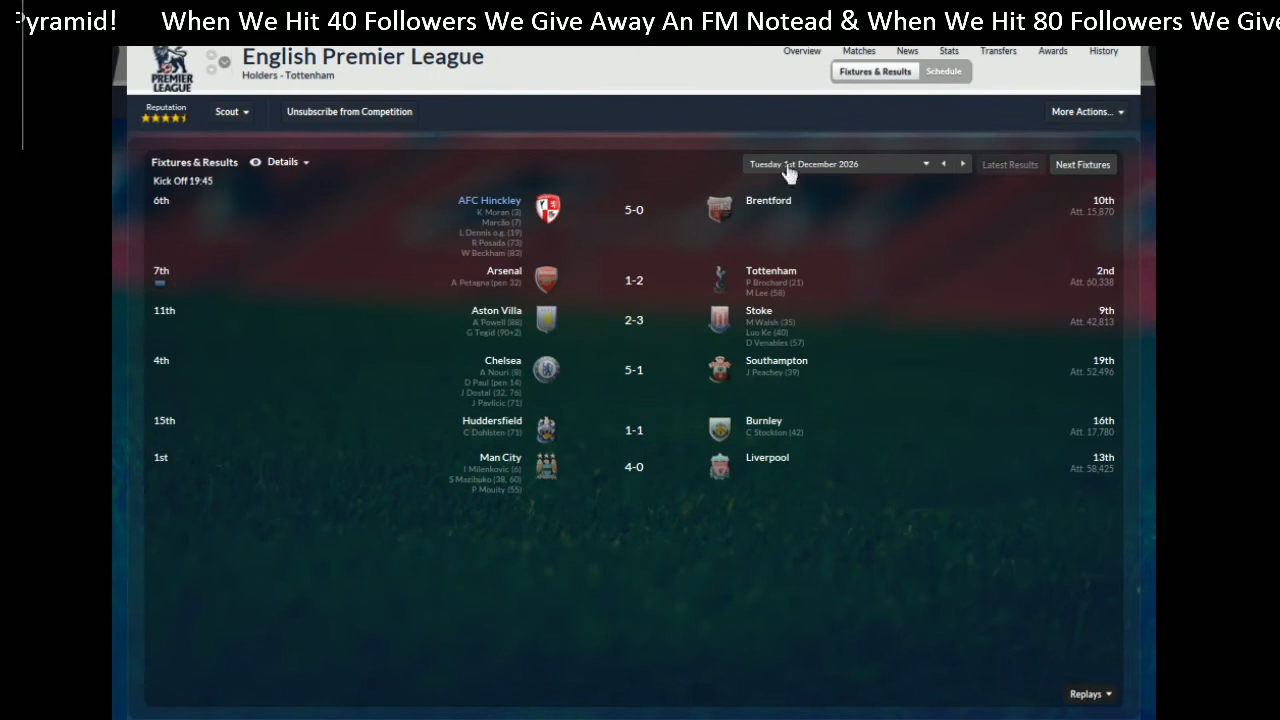 Pyramid! When We Hit 40 Followers We Give Away An FM Notead & When We Hit 80 Followers We Give
English Premier League
Holders - Tottenham
Overview Matches News Stats Transfers Awards History
Fixtures & Results Schedule
PREMIER LEAGUE
Reputation
Scout Unsubscribe from Competition More Actions...
Fixtures & Results Details Tuesday 1st December 2026 Latest Results Next Fixtures
Kick Off 19:45
6th AFC Hinckley 5-0 Brentford 10th
K Moran (3) Att. 15,870
Marcão (7)
L Dennis o.g. (19)
R Posada (73)
W Beckham (83)
7th Arsenal 1-2 Tottenham 2nd
A Petagna (pen 32) P Brochard (21) Att. 60,338
M Lee (58)
11th Aston Villa 2-3 Stoke 9th
A Powell (88) M Walsh (35) Att. 42,813
G Tegid (90+2) Luo Ke (40)
D Venables (57)
4th Chelsea 5-1 Southampton 19th
A Nouri (8) J Peachey (39) Att. 52,496
D Paul (pen 14)
J Dostal (32, 76)
J Pavlicic (71)
15th Huddersfield 1-1 Burnley 16th
C Dohlsten (71) C Stockton (42) Att. 17,780
1st Man City 4-0 Liverpool 13th
I Milenkovic (6) Att. 58,425
S Mazibuko (38, 60)
P Mouity (55)
Replays